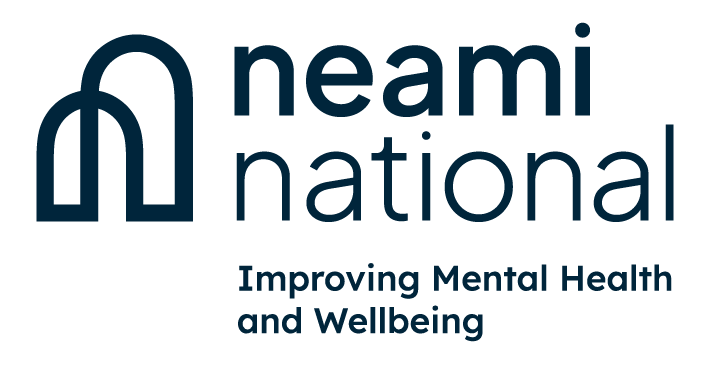 neami
national
Improving Mental Health
and Wellbeing